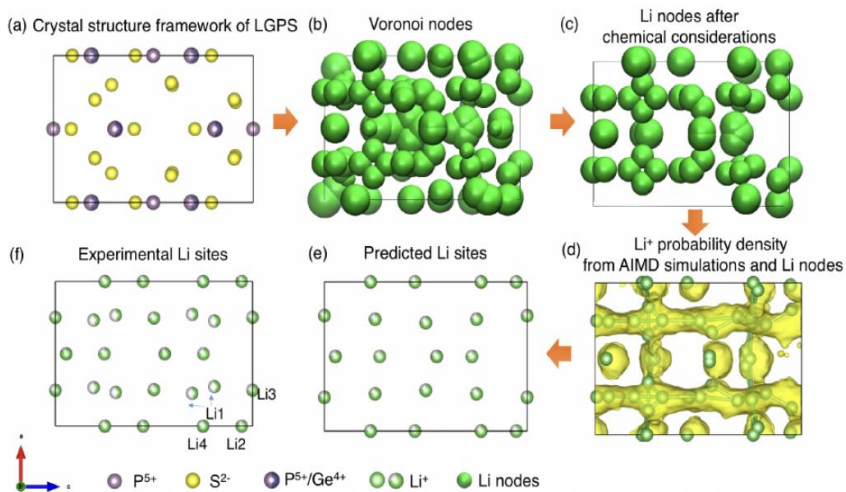 (a) Crystal structure framework of LGPS
(b) Voronoi nodes
(c) Li nodes after
chemical considerations
(f) Experimental Li sites
(e) Predicted Li sites
(d) Li⁺ probability density
from AIMD simulations and Li nodes
Li3
Li1
Li4 Li2
a
c
P⁵⁺ S²⁻ P⁵⁺/Ge⁴⁺ Li⁺ Li nodes